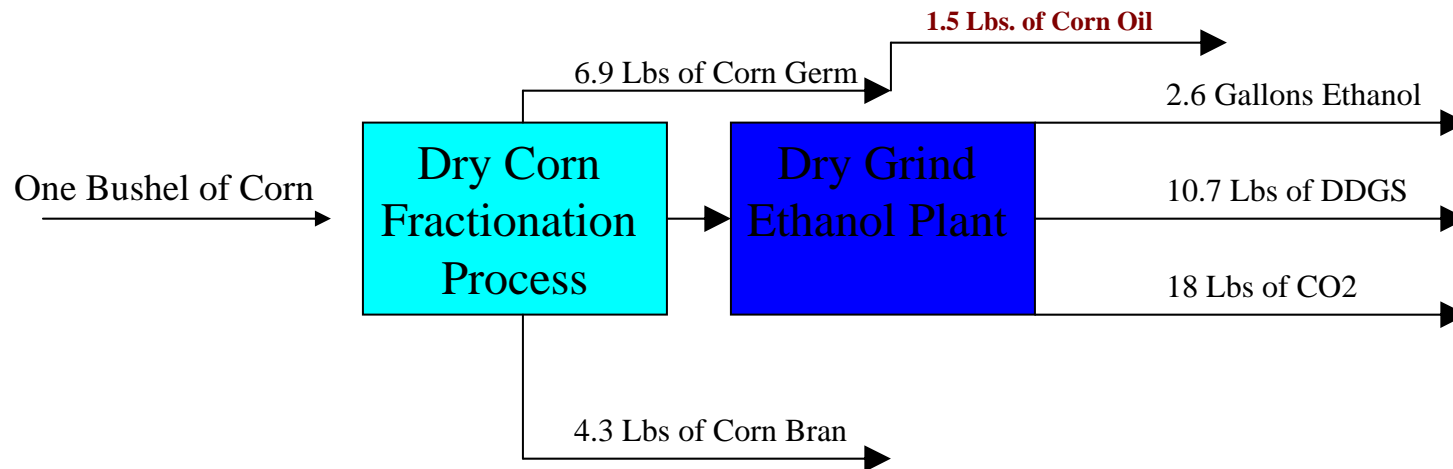 1.5 Lbs. of Corn Oil
6.9 Lbs of Corn Germ
2.6 Gallons Ethanol
One Bushel of Corn
Dry Corn
Fractionation
Process
Dry Grind
Ethanol Plant
10.7 Lbs of DDGS
18 Lbs of CO2
4.3 Lbs of Corn Bran